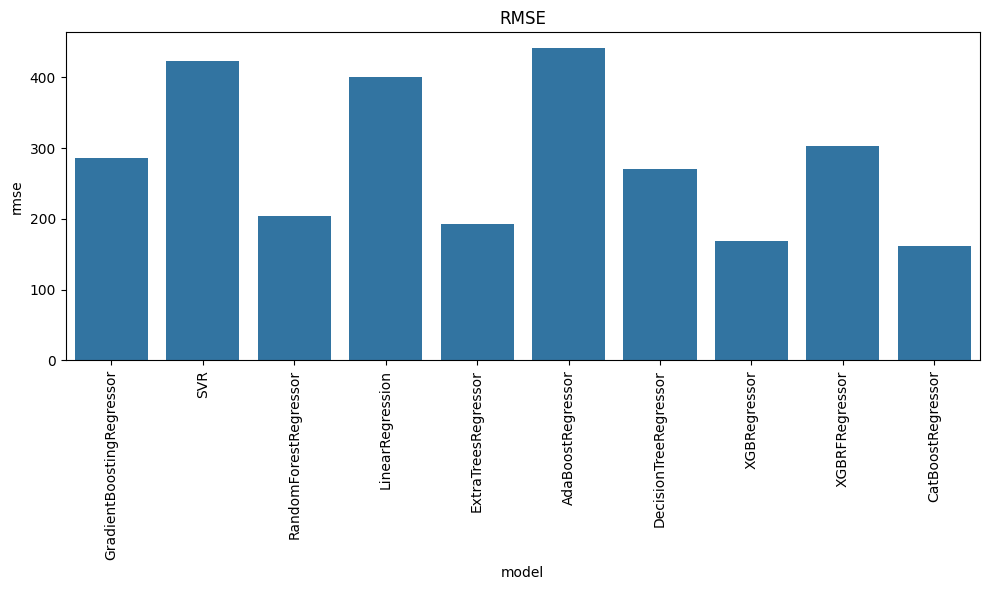 RMSE
rmse
400
300
200
100
0
GradientBoostingRegressor
SVR
RandomForestRegressor
LinearRegression
ExtraTreesRegressor
AdaBoostRegressor
DecisionTreeRegressor
XGBRegressor
XGBRFRegressor
CatBoostRegressor
model